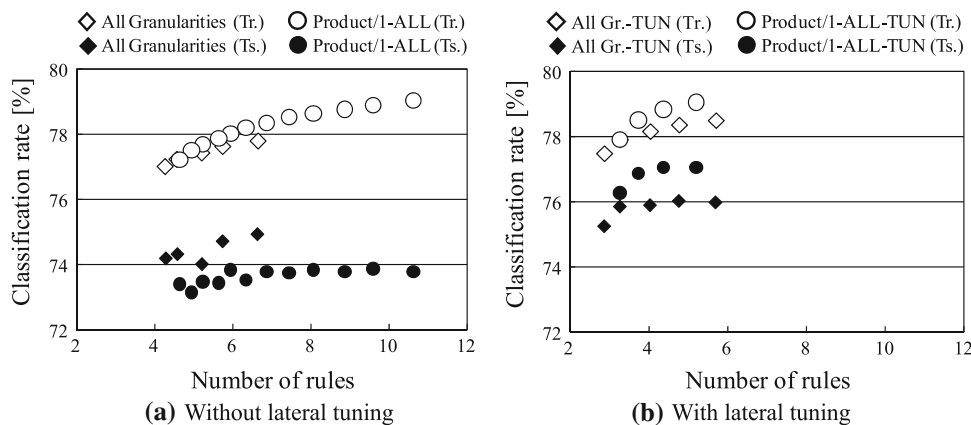 All Granularities (Tr.) Product/1-ALL (Tr.)
All Granularities (Ts.) Product/1-ALL (Ts.)
Classification rate [%]
80
78
76
74
72
2 4 6 8 10 12
Number of rules
(a) Without lateral tuning
All Gr.-TUN (Tr.) Product/1-ALL-TUN (Tr.)
All Gr.-TUN (Ts.) Product/1-ALL-TUN (Ts.)
Classification rate [%]
80
78
76
74
72
2 4 6 8 10 12
Number of rules
(b) With lateral tuning